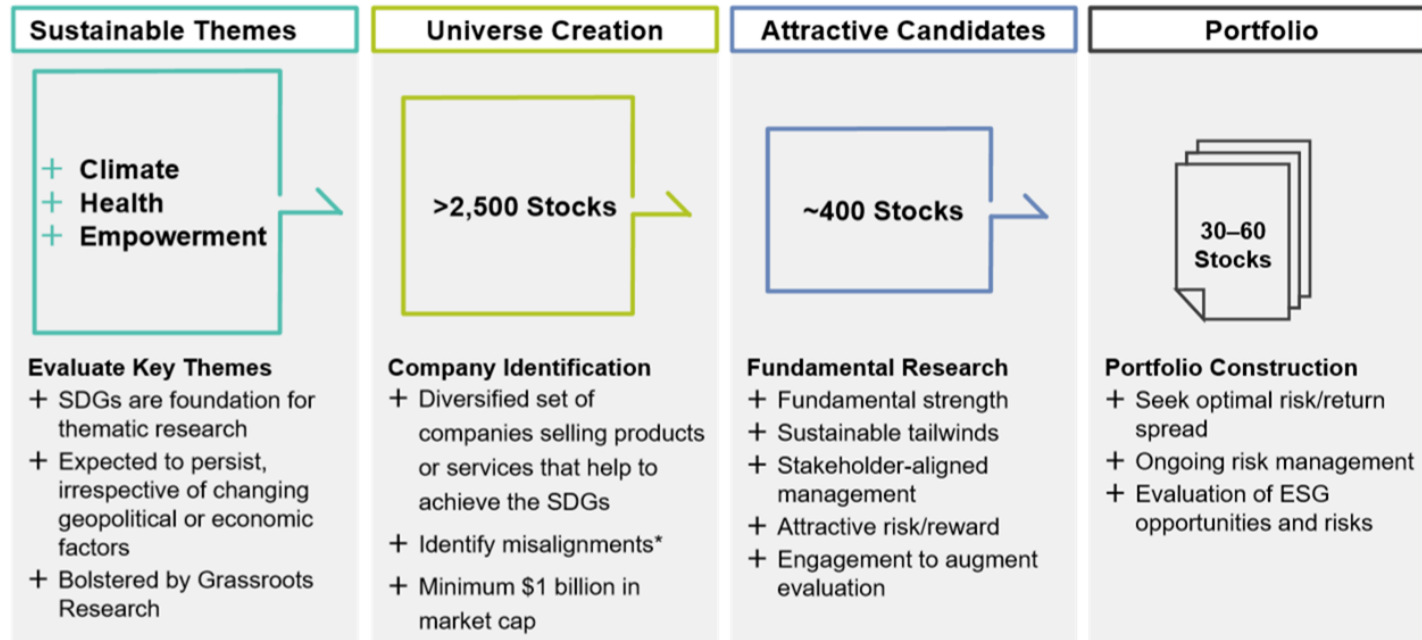 Sustainable Themes
+ Climate
+ Health
+ Empowerment
Evaluate Key Themes
+ SDGs are foundation for
thematic research
+ Expected to persist,
irrespective of changing
geopolitical or economic
factors
+ Bolstered by Grassroots
Research
Universe Creation
>2,500 Stocks
Company Identification
+ Diversified set of
companies selling products
or services that help to
achieve the SDGs
+ Identify misalignments*
+ Minimum $1 billion in
market cap
Attractive Candidates
~400 Stocks
Fundamental Research
+ Fundamental strength
+ Sustainable tailwinds
+ Stakeholder-aligned
management
+ Attractive risk/reward
+ Engagement to augment
evaluation
Portfolio
30–60
Stocks
Portfolio Construction
+ Seek optimal risk/return
spread
+ Ongoing risk management
+ Evaluation of ESG
opportunities and risks